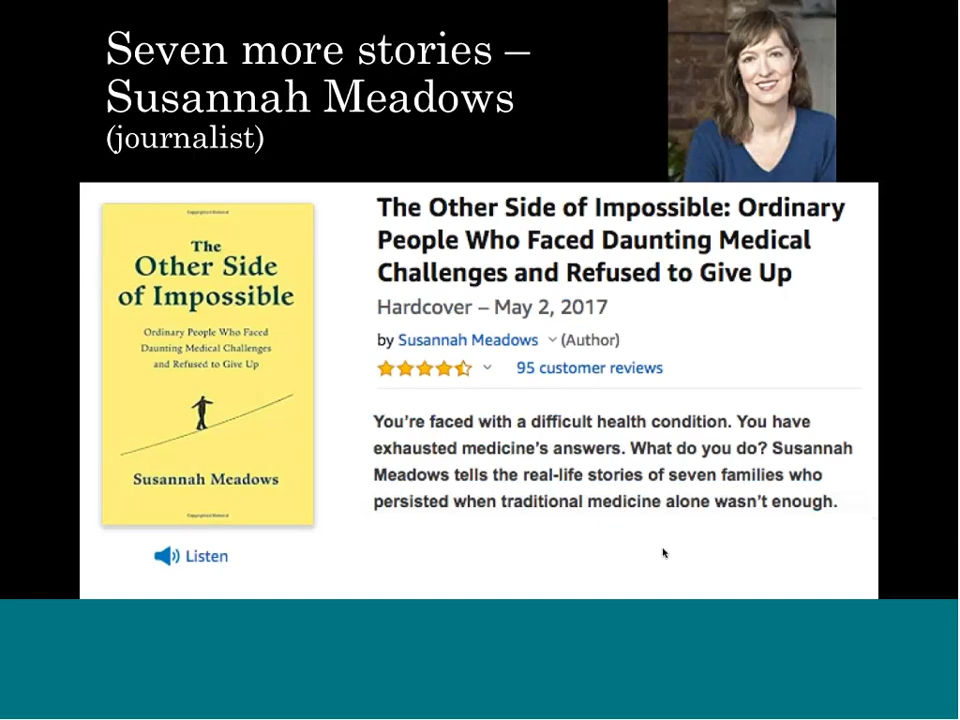 Seven more stories –
Susannah Meadows
(journalist)
The
Other Side
of Impossible
Ordinary People Who Faced
Daunting Medical Challenges
and Refused to Give Up
Susannah Meadows
Copyrighted Material
Listen
The Other Side of Impossible: Ordinary
People Who Faced Daunting Medical
Challenges and Refused to Give Up
Hardcover – May 2, 2017
by Susannah Meadows (Author)
95 customer reviews
You're faced with a difficult health condition. You have
exhausted medicine's answers. What do you do? Susannah
Meadows tells the real-life stories of seven families who
persisted when traditional medicine alone wasn't enough.